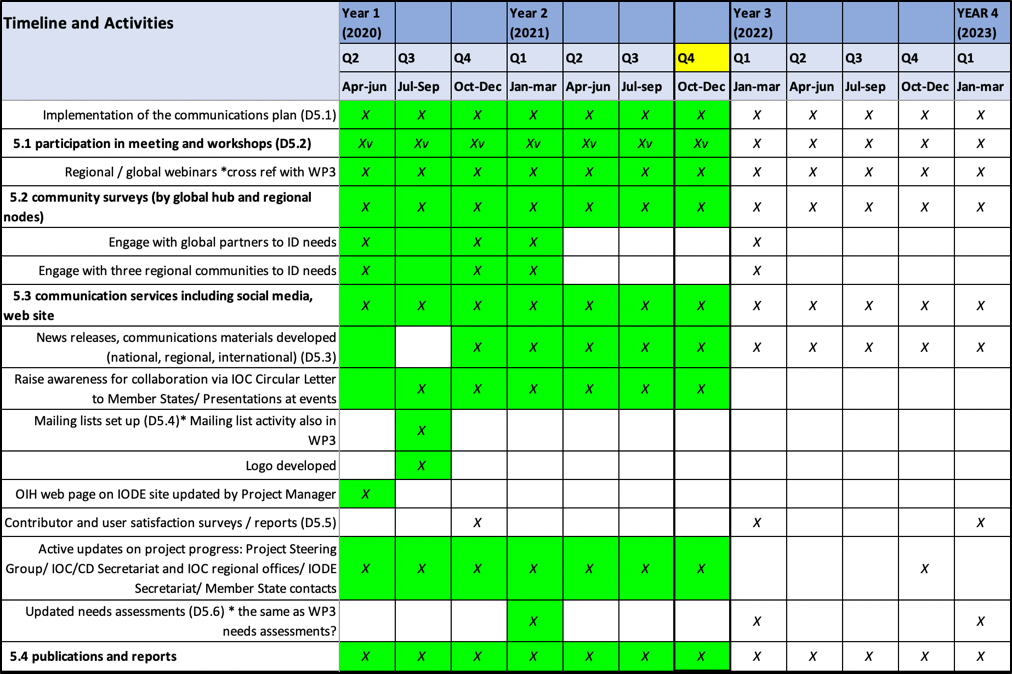 Timeline and Activities
Year 1 Year 2 Year 3 YEAR 4
(2020) (2021) (2022) (2023)
Q2 Q3 Q4 Q1 Q2 Q3 Q4 Q1 Q2 Q3 Q4 Q1
Apr-jun Jul-Sep Oct-Dec Jan-mar Apr-jun Jul-sep Oct-Dec Jan-mar Apr-jun Jul-sep Oct-Dec Jan-mar
Implementation of the communications plan (D5.1) X X X X X X X X X X X X
5.1 participation in meeting and workshops (D5.2) Xv Xv Xv Xv Xv Xv Xv X X X X X
Regional / global webinars *cross ref with WP3 X X X X X X X X X X X X
5.2 community surveys (by global hub and regional
nodes) X X X X X X X X X X X X
Engage with global partners to ID needs X X X X
Engage with three regional communities to ID needs X X X X
5.3 communication services including social media,
web site X X X X X X X X X X X X
News releases, communications materials developed
(national, regional, international) (D5.3) X X X X X X X X X X
Raise awareness for collaboration via IOC Circular Letter
to Member States/ Presentations at events X X X X X X
Mailing lists set up (D5.4)* Mailing list activity also in
WP3 X
Logo developed X
OIH web page on IODE site updated by Project Manager X
Contributor and user satisfaction surveys / reports (D5.5) X X X
Active updates on project progress: Project Steering
Group/ IOC/CD Secretariat and IOC regional offices/ IODE
Secretariat/ Member State contacts X X X X X X X X
Updated needs assessments (D5.6) * the same as WP3
needs assessments? X X X
5.4 publications and reports X X X X X X X X X X X X